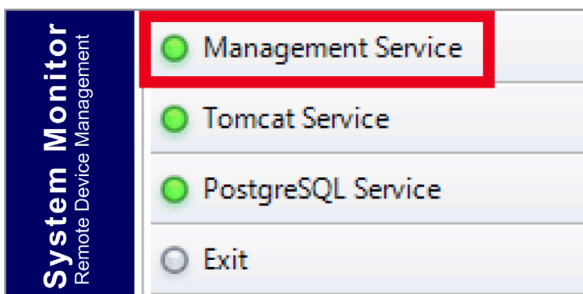 System Monitor
Remote Device Management
Management Service
Tomcat Service
PostgreSQL Service
Exit